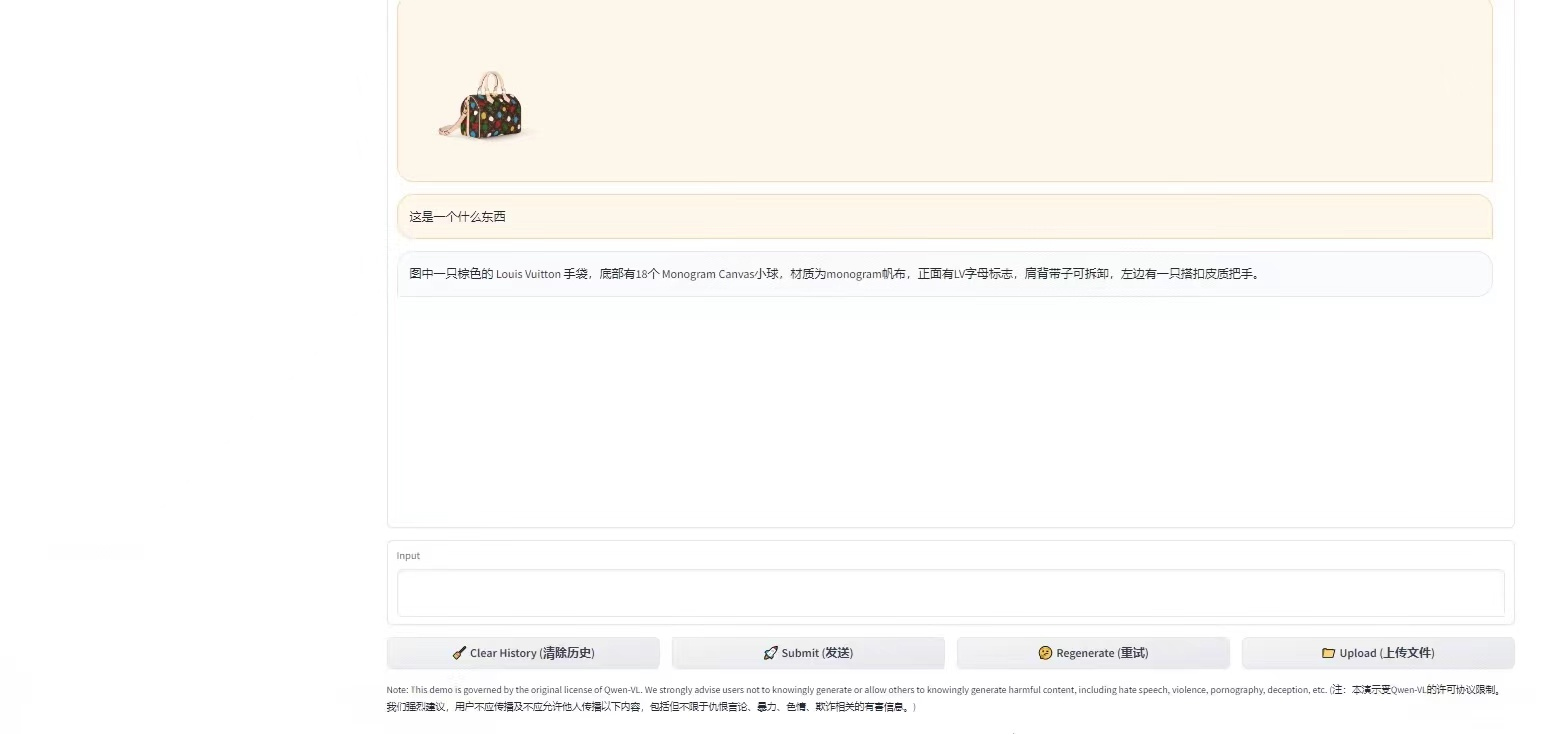 这是一个什么东西
图中一只棕色的 Louis Vuitton 手袋，底部有18个 Monogram Canvas小球，材质为monogram帆布，正面有LV字母标志，肩背带子可拆卸，左边有一只搭扣皮质把手。
Input
Clear History (清除历史)
Submit (发送)
Regenerate (重试)
Upload (上传文件)
Note: This demo is governed by the original license of Qwen-VL. We strongly advise users not to knowingly generate or allow others to knowingly generate harmful content, including hate speech, violence, pornography, deception, etc. (注：本演示受Qwen-VL的许可协议限制。
我们强烈建议，用户不应传播及不应允许他人传播以下内容，包括但不限于仇恨言论、暴力、色情、欺诈相关的有害信息。)